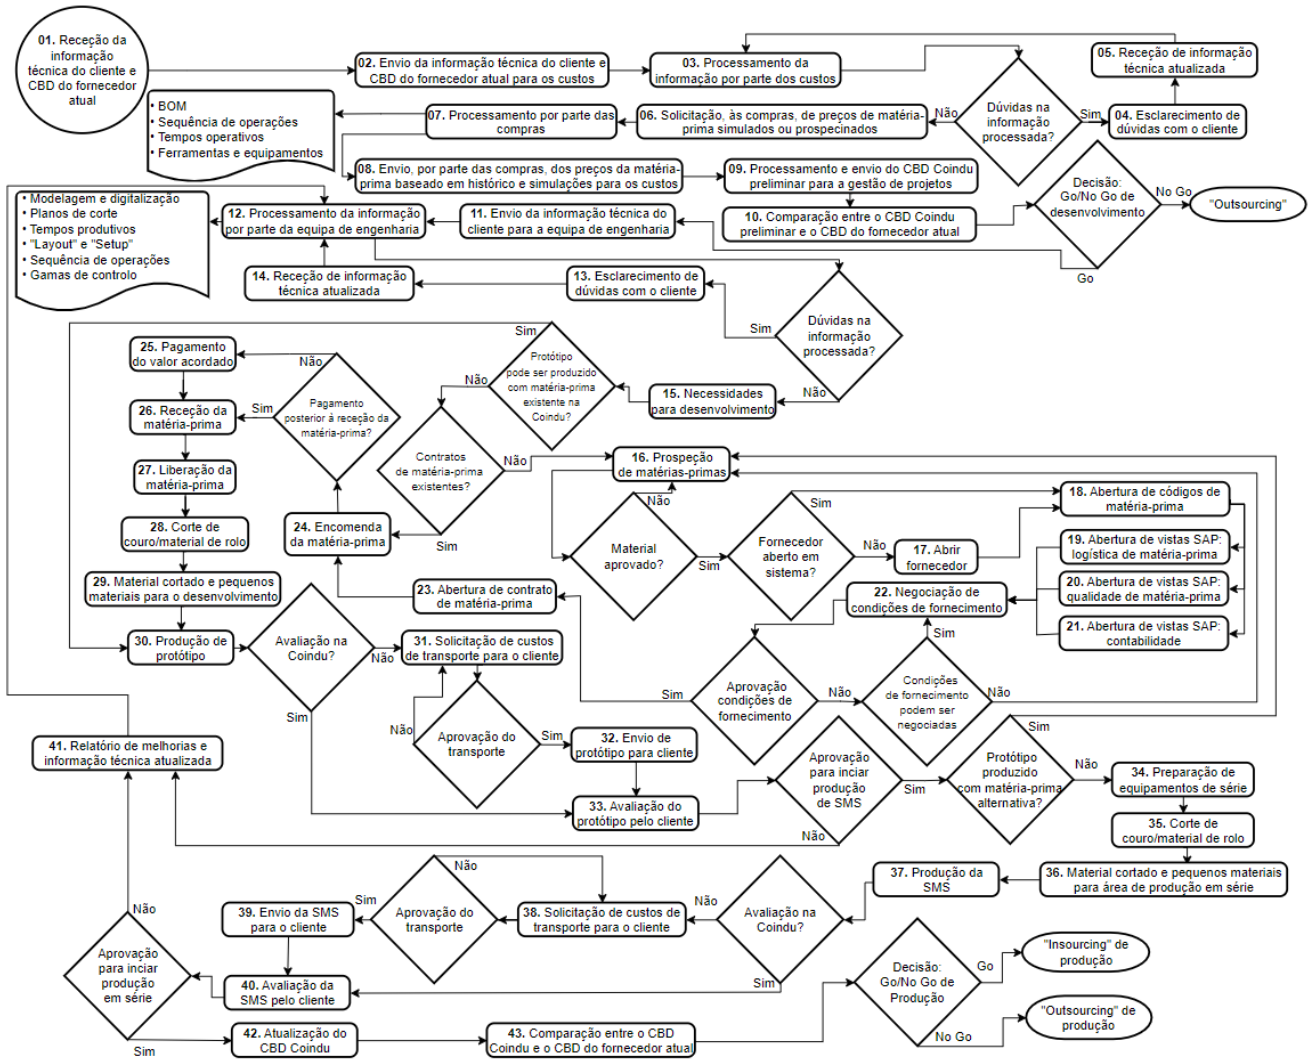 01. Receção da
informação
técnica do cliente e
CBD do fornecedor
atual
02. Envio da informação técnica do cliente e
CBD do fornecedor atual para os custos
03. Processamento da
informação por parte dos custos
Dúvidas na
informação
processada?
Não
Sim
05. Receção de informação
técnica atualizada
04. Esclarecimento de
dúvidas com o cliente
06. Solicitação, às compras, de preços de matéria-
prima simulados ou prospecinados
07. Processamento por parte das
compras
• BOM
• Sequência de operações
• Tempos operativos
• Ferramentas e equipamentos
08. Envio, por parte das compras, dos preços da matéria-
prima baseado em histórico e simulações para os custos
09. Processamento e envio do CBD Coindu
preliminar para a gestão de projetos
10. Comparação entre o CBD Coindu
preliminar e o CBD do fornecedor atual
Decisão:
Go/No Go de
desenvolvimento
No Go
"Outsourcing"
Go
11. Envio da informação técnica do
cliente para a equipa de engenharia
12. Processamento da informação
por parte da equipa de engenharia
• Modelagem e digitalização
• Planos de corte
• Tempos produtivos
• "Layout" e "Setup"
• Sequência de operações
• Gamas de controlo
14. Receção de informação
técnica atualizada
13. Esclarecimento de
dúvidas com o cliente
Dúvidas na
informação
processada?
Sim
Não
15. Necessidades
para desenvolvimento
Protótipo
pode ser produzido
com matéria-prima
existente na
Coindu?
Sim
Não
Contratos
de matéria-prima
existentes?
Não
Sim
25. Pagamento
do valor acordado
Não
Pagamento
posterior à receção da
matéria-prima?
Sim
26. Receção da
matéria-prima
27. Liberação da
matéria-prima
28. Corte de
couro/material de rolo
24. Encomenda
da matéria-prima
16. Prospeção
de matérias-primas
Não
Material
aprovado?
Sim
Fornecedor
aberto em
sistema?
Sim
Não
17. Abrir
fornecedor
18. Abertura de códigos de
matéria-prima
19. Abertura de vistas SAP:
logística de matéria-prima
20. Abertura de vistas SAP:
qualidade de matéria-prima
21. Abertura de vistas SAP:
contabilidade
22. Negociação de
condições de fornecimento
23. Abertura de contrato
de matéria-prima
29. Material cortado e pequenos
materiais para o desenvolvimento
30. Produção de
protótipo
Avaliação na
Coindu?
Não
Sim
31. Solicitação de custos
de transporte para o cliente
Aprovação
condições de
fornecimento
Sim
Não
Condições
de fornecimento
podem ser
negociadas
Sim
Não
Aprovação do
transporte
Não
Sim
32. Envio de
protótipo para cliente
33. Avaliação do
protótipo pelo cliente
Aprovação
para inciar
produção
de SMS
Sim
Não
Protótipo
produzido
com matéria-prima
alternativa?
Sim
Não
34. Preparação de
equipamentos de série
35. Corte de
couro/material de rolo
36. Material cortado e pequenos materiais
para área de produção em série
37. Produção da
SMS
41. Relatório de melhorias e
informação técnica atualizada
Avaliação na
Coindu?
Não
Sim
38. Solicitação de custos de
transporte para o cliente
Aprovação do
transporte
Não
Sim
39. Envio da SMS
para o cliente
40. Avaliação da
SMS pelo cliente
Aprovação
para inciar
produção
em série
Não
Sim
42. Atualização do
CBD Coindu
43. Comparação entre o CBD
Coindu e o CBD do fornecedor atual
Decisão:
Go/No Go de
Produção
Go
No Go
"Insourcing" de
produção
"Outsourcing" de
produção